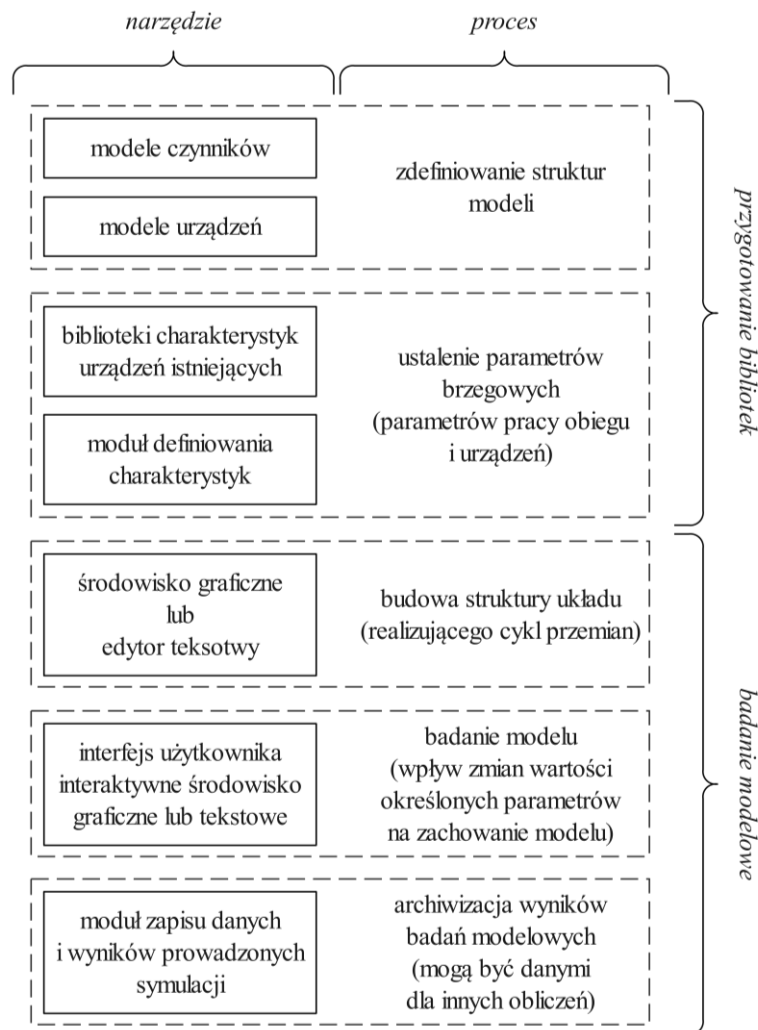 narzędzie
proces
modele czynników
modele urządzeń
zdefiniowanie struktur
modeli
biblioteki charakterystyk
urządzeń istniejących
moduł definiowania
charakterystyk
ustalenie parametrów
brzegowych
(parametrów pracy obiegu
i urządzeń)
przygotowanie bibliotek
środowisko graficzne
lub
edytor teksotwy
budowa struktury układu
(realizującego cykl przemian)
interfejs użytkownika
interaktywne środowisko
graficzne lub tekstowe
badanie modelu
(wpływ zmian wartości
określonych parametrów
na zachowanie modelu)
moduł zapisu danych
i wyników prowadzonych
symulacji
archiwizacja wyników
badań modelowych
(mogą być danymi
dla innych obliczeń)
badanie modelowe